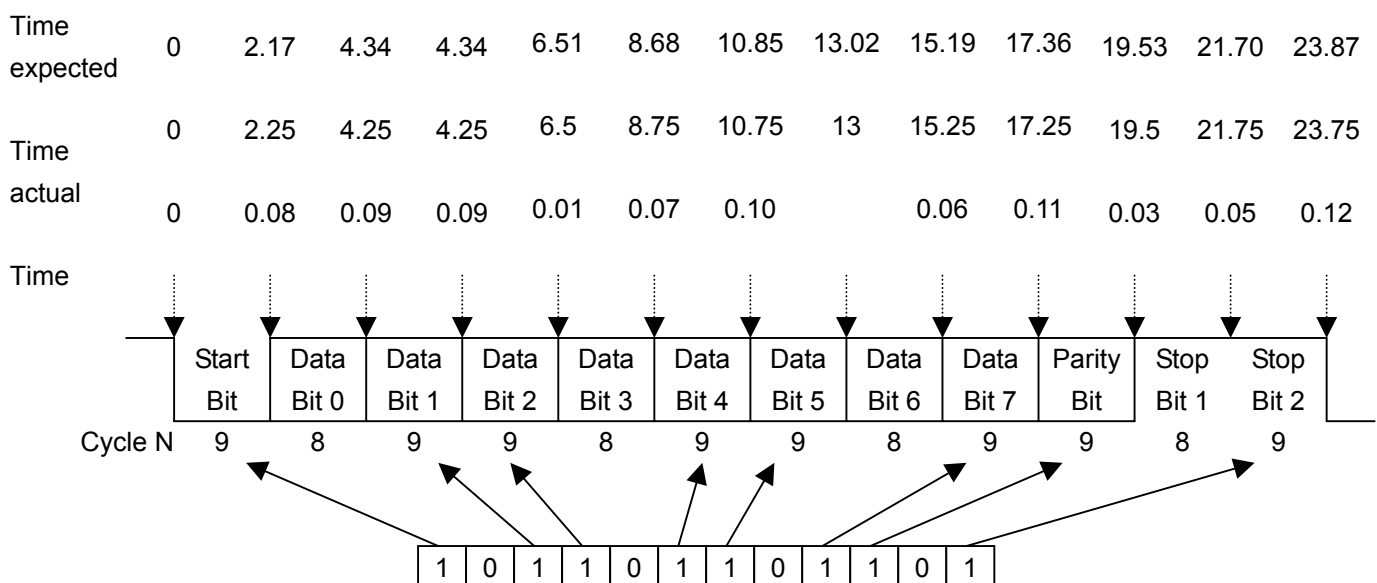 Time expected 0 2.17 4.34 4.34 6.51 8.68 10.85 13.02 15.19 17.36 19.53 21.70 23.87
Time actual 0 2.25 4.25 4.25 6.5 8.75 10.75 13 15.25 17.25 19.5 21.75 23.75
0 0.08 0.09 0.09 0.01 0.07 0.10 0.06 0.11 0.03 0.05 0.12
Time
Start Data Data Data Data Data Data Data Data Parity Stop Stop
Bit Bit 0 Bit 1 Bit 2 Bit 3 Bit 4 Bit 5 Bit 6 Bit 7 Bit Bit 1 Bit 2
Cycle N 9 8 9 9 8 9 9 8 9 9 8 9
1 0 1 1 0 1 1 0 1 1 0 1